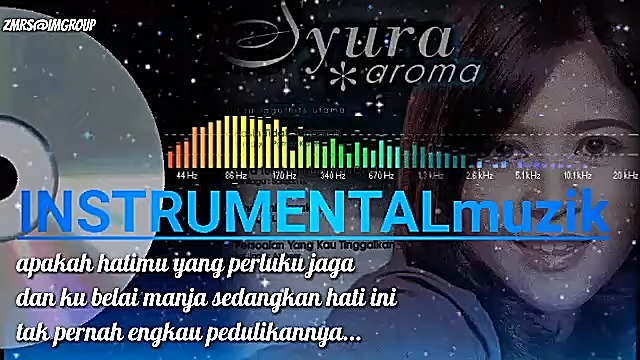 ZMRS@IMGROUP
Syura
*aroma
44 Hz 86 Hz 170 Hz 340 Hz 670 Hz 1.3 kHz 2.6 kHz 5.1 kHz 10.1 kHz 20 kHz
INSTRUMENTALmuzik
Persoalan Yang Kau Tinggalkan
apakah hatimu yang perluku jaga
dan ku belai manja sedangkan hati ini
tak pernah engkau pedulikannya...